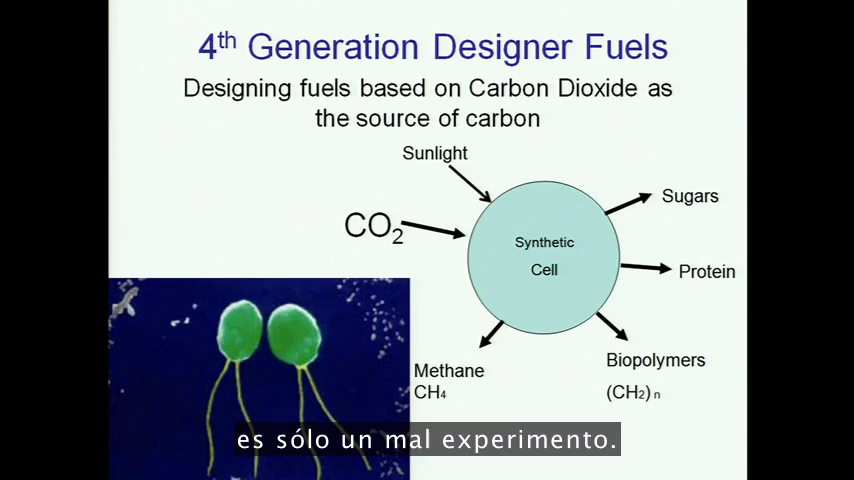 4th Generation Designer Fuels
Designing fuels based on Carbon Dioxide as
the source of carbon
Sunlight
CO2
Synthetic
Cell
Sugars
Protein
Biopolymers
(CH2)n
Methane
CH4
es sólo un mal experimento.